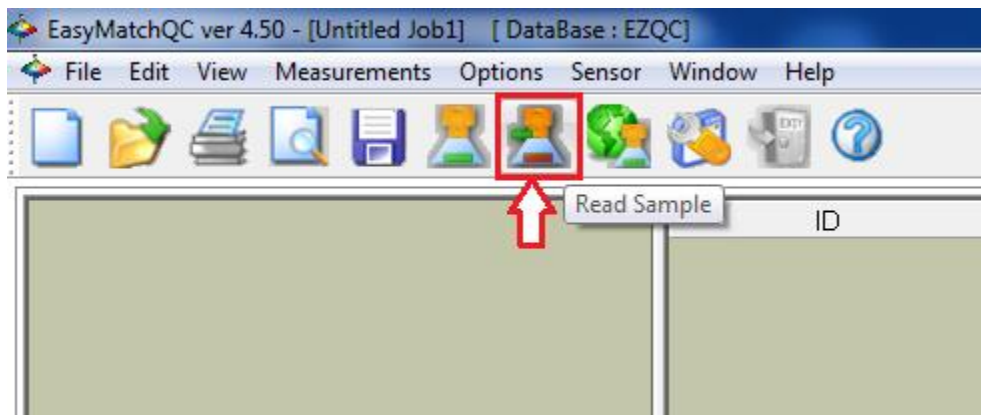 EasyMatchQC ver 4.50 - [Untitled Job1] [ DataBase : EZQC]
File Edit View Measurements Options Sensor Window Help
EXIT
Read Sample
ID